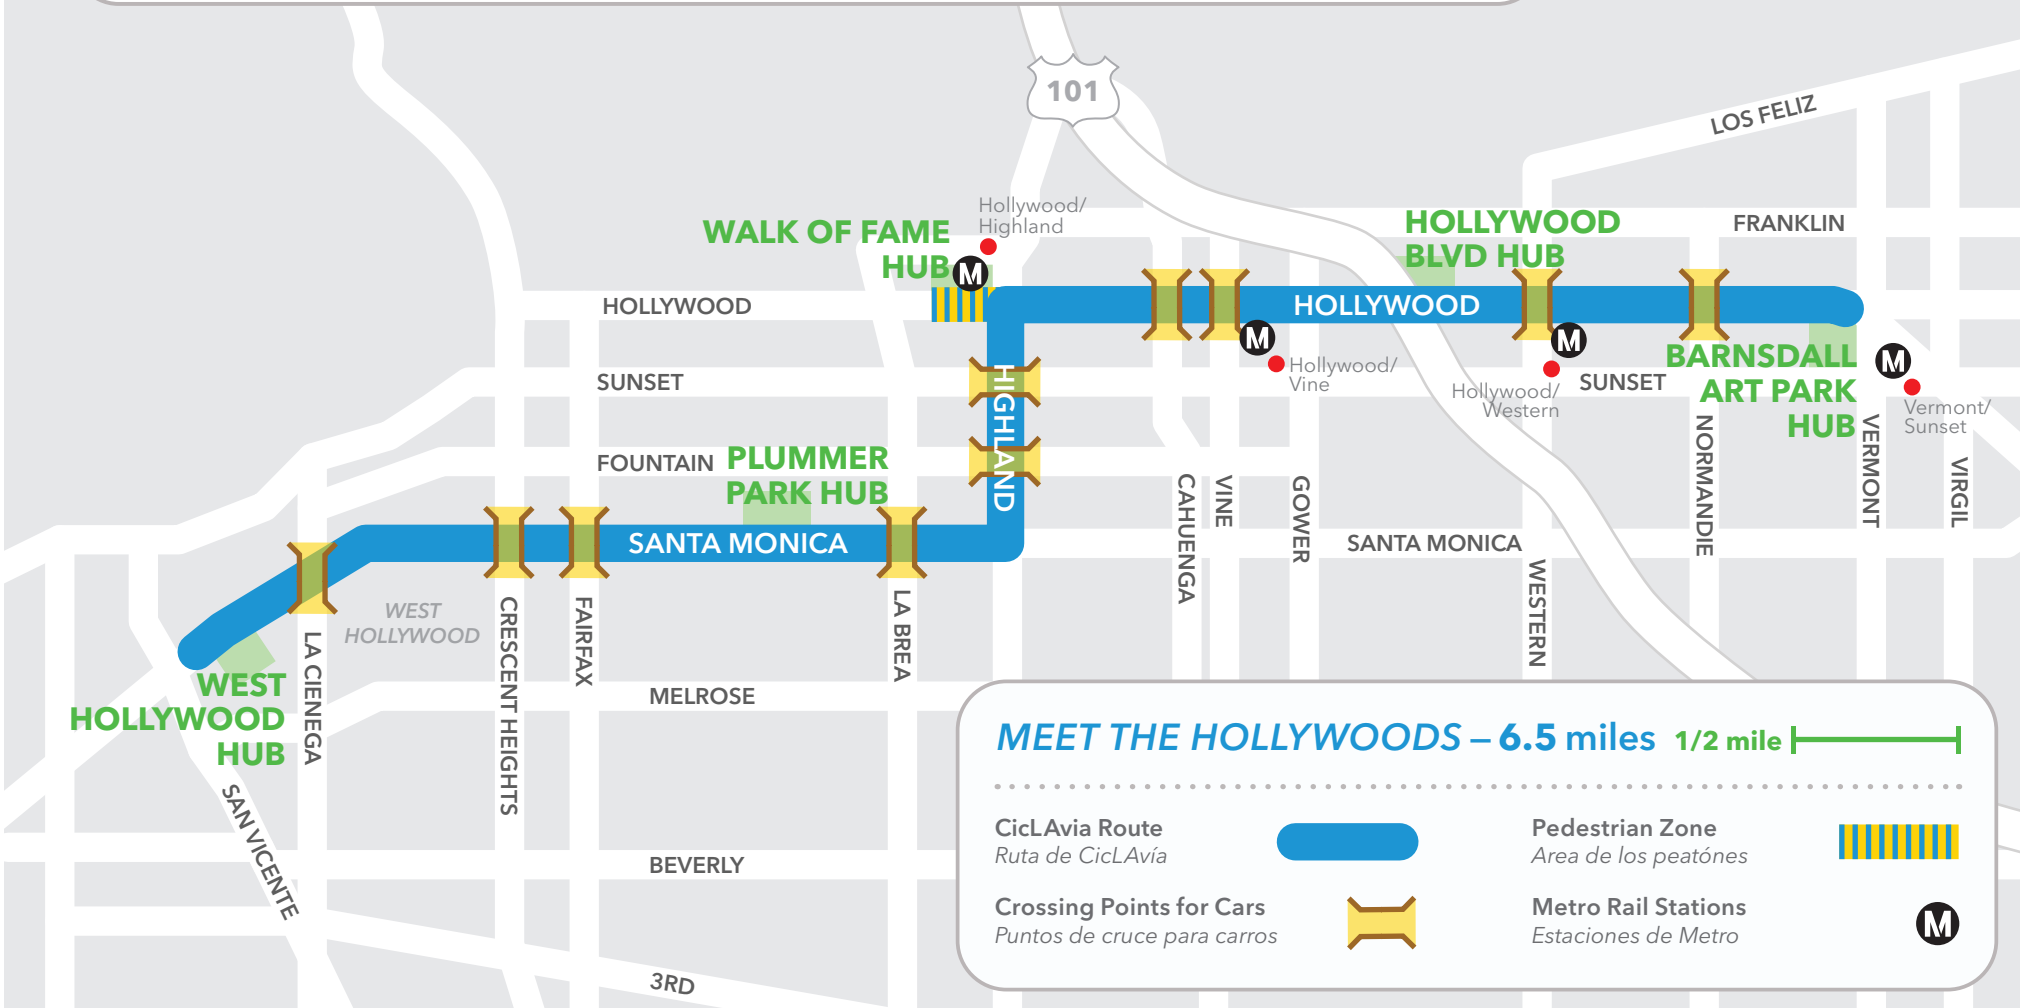 101
LOS FELIZ
Hollywood/
Highland
WALK OF FAME
HUB
M
HOLLYWOOD
BLVD HUB
FRANKLIN
HOLLYWOOD
HOLLYWOOD
M
Hollywood/
Vine
M
Hollywood/
Western
SUNSET
SUNSET
BARNSDALL
ART PARK
HUB
M
Vermont/
Sunset
HIGHLAND
FOUNTAIN
PLUMMER
PARK HUB
CAHUENGA
VINE
GOWER
NORMANDIE
VERMONT
VIRGIL
SANTA MONICA
SANTA MONICA
WESTERN
WEST
HOLLYWOOD
LA CIENEGA
CRESCENT HEIGHTS
FAIRFAX
LA BREA
WEST
HOLLYWOOD
HUB
MELROSE
SAN VICENTE
BEVERLY
3RD
MEET THE HOLLYWOODS – 6.5 miles 1/2 mile
CicLAvia Route
Ruta de CicLAvía
Pedestrian Zone
Area de los peatónes
Crossing Points for Cars
Puntos de cruce para carros
Metro Rail Stations
Estaciones de Metro
M